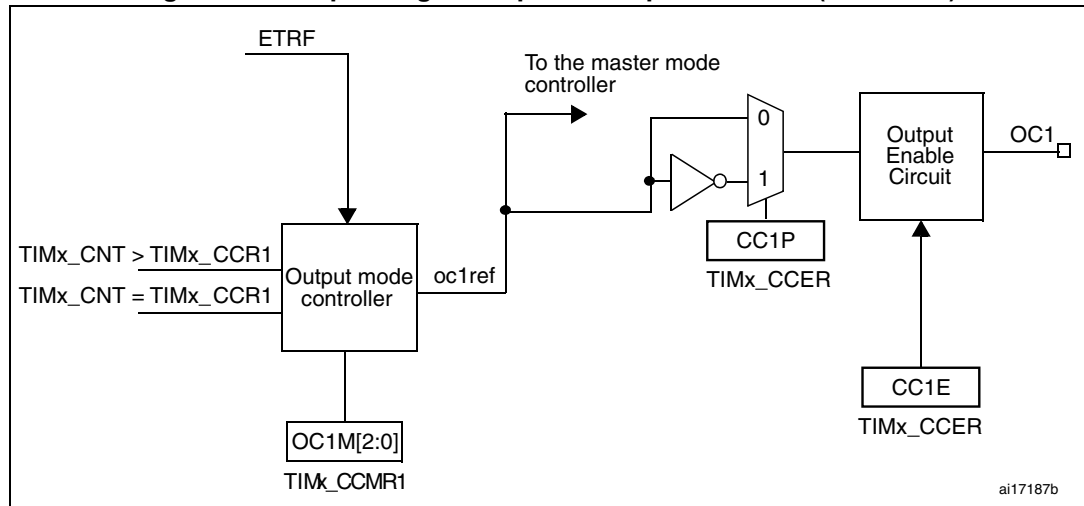 ETRF
To the master mode
controller
0
1
Output
Enable
Circuit
OC1
CC1P
TIMx_CCER
TIMx_CNT > TIMx_CCR1
TIMx_CNT = TIMx_CCR1
Output mode
controller
oc1ref
CC1E
TIMx_CCER
OC1M[2:0]
TIMx_CCMR1
ai17187b